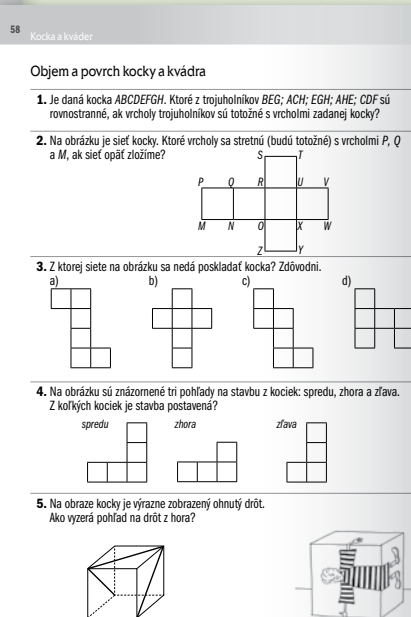 58
Kocka a kváder
Objem a povrch kocky a kvádra
1. Je daná kocka ABCDEFGH. Ktoré z trojuholníkov BEG; ACH; EGH; AHE; CDF sú
rovnostranné, ak vrcholy trojuholníkov sú totožné s vrcholmi zadanej kocky?
2. Na obrázku je sieť kocky. Ktoré vrcholy sa stretnú (budú totožné) s vrcholmi P, Q
a M, ak sieť opäť zložíme?
S T
P Q R U V
M N O X W
Z Y
3. Z ktorej siete na obrázku sa nedá poskladať kocka? Zdôvodni.
a) b) c) d)
4. Na obrázku sú znázornené tri pohľady na stavbu z kociek: spredu, zhora a zľava.
Z koľkých kociek je stavba postavená?
spredu zhora zľava
5. Na obraze kocky je výrazne zobrazený ohnutý drôt.
Ako vyzerá pohľad na drôt z hora?